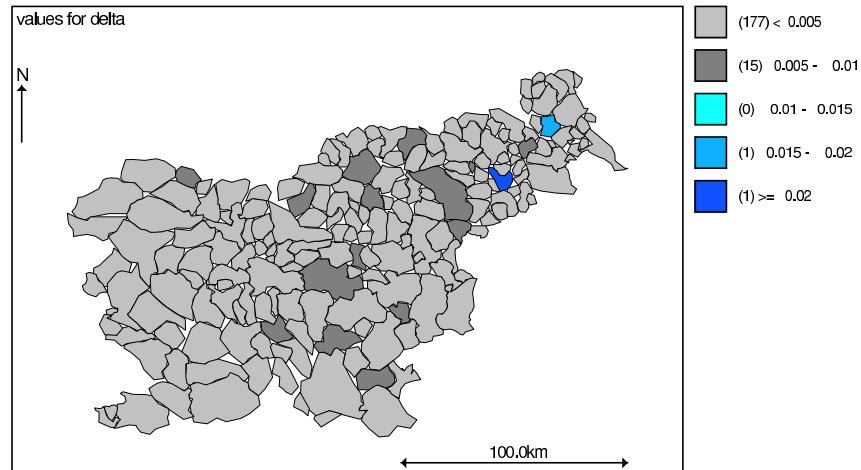 values for delta
N
100.0km
(177) < 0.005
(15) 0.005 - 0.01
(0) 0.01 - 0.015
(1) 0.015 - 0.02
(1) >= 0.02